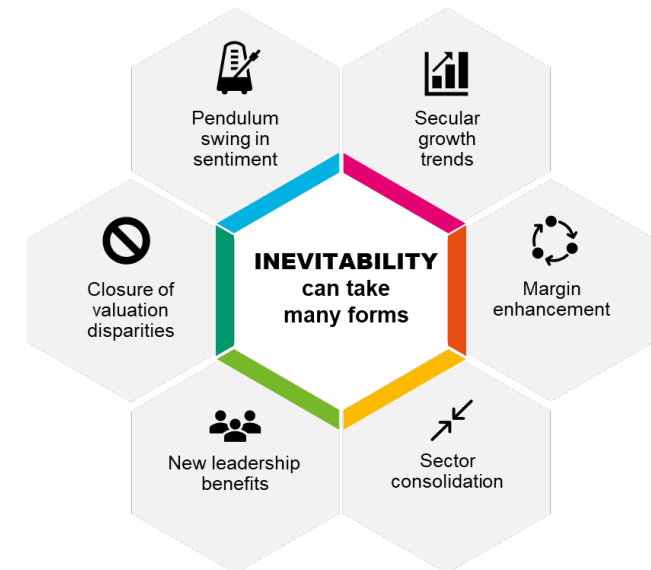 Pendulum
swing in
sentiment
Secular
growth
trends
Closure of
valuation
disparities
INEVITABILITY
can take
many forms
Margin
enhancement
New leadership
benefits
Sector
consolidation